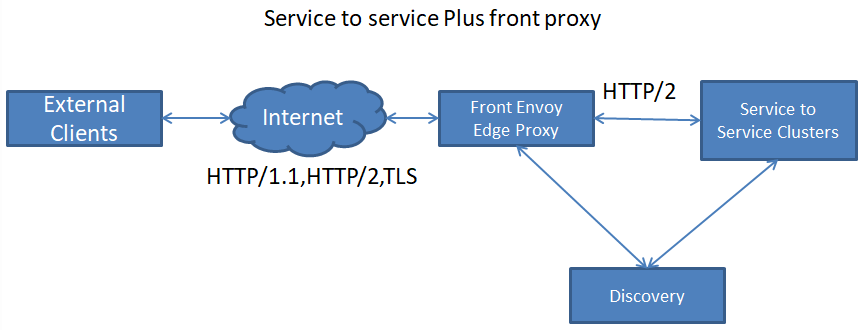 Service to service Plus front proxy
External
Clients
Internet
HTTP/1.1,HTTP/2,TLS
Front Envoy
Edge Proxy
HTTP/2
Service to
Service Clusters
Discovery